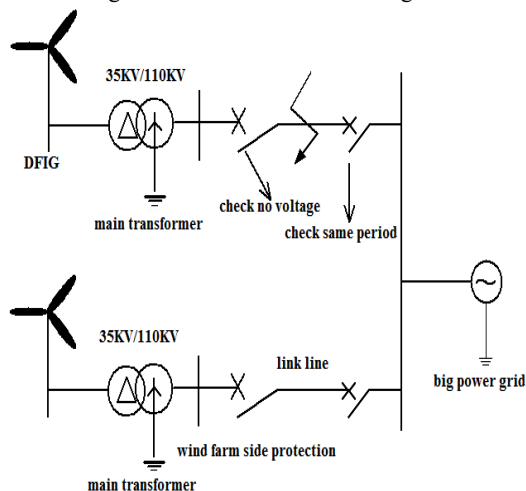 35KV/110KV
DFIG
main transformer
check no voltage
check same period
35KV/110KV
link line
big power grid
wind farm side protection
main transformer